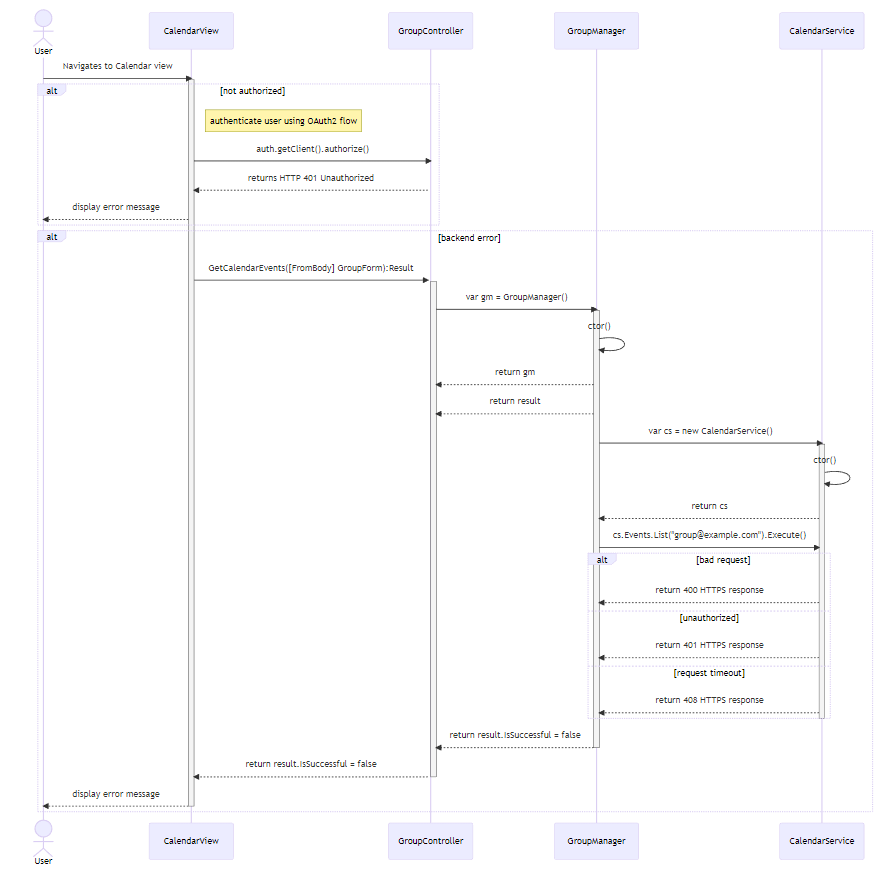 User
CalendarView
GroupController
GroupManager
CalendarService
Navigates to Calendar view
alt
[not authorized]
authenticate user using OAuth2 flow
auth.getClient().authorize()
returns HTTP 401 Unauthorized
display error message
alt
[backend error]
GetCalendarEvents([FromBody] GroupForm):Result
var gm = GroupManager()
ctor()
return gm
return result
var cs = new CalendarService()
ctor()
return cs
cs.Events.List("group@example.com").Execute()
alt
[bad request]
return 400 HTTPS response
[unauthorized]
return 401 HTTPS response
[request timeout]
return 408 HTTPS response
return result.IsSuccessful = false
return result.IsSuccessful = false
display error message
User
CalendarView
GroupController
GroupManager
CalendarService